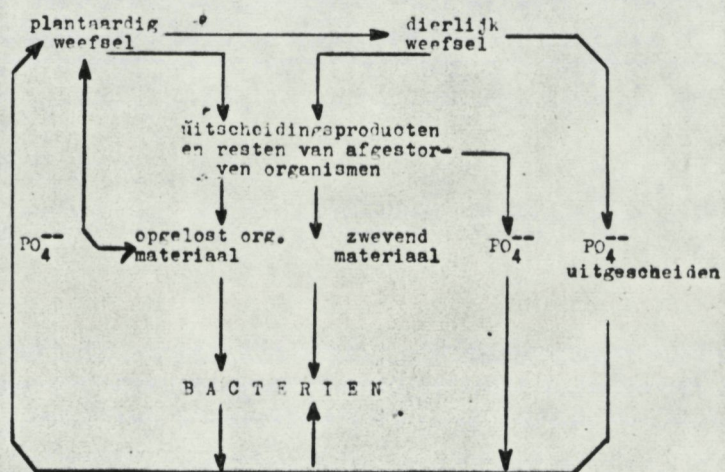 plantaardig
weefsel
dierlijk
weefsel
uitscheidingsproducten
en resten van afgestor-
ven organismen
PO4--
opgelost org.
materiaal
zwevend
materiaal
PO4--
PO4--
uitgescheiden
B A C T E R I E N